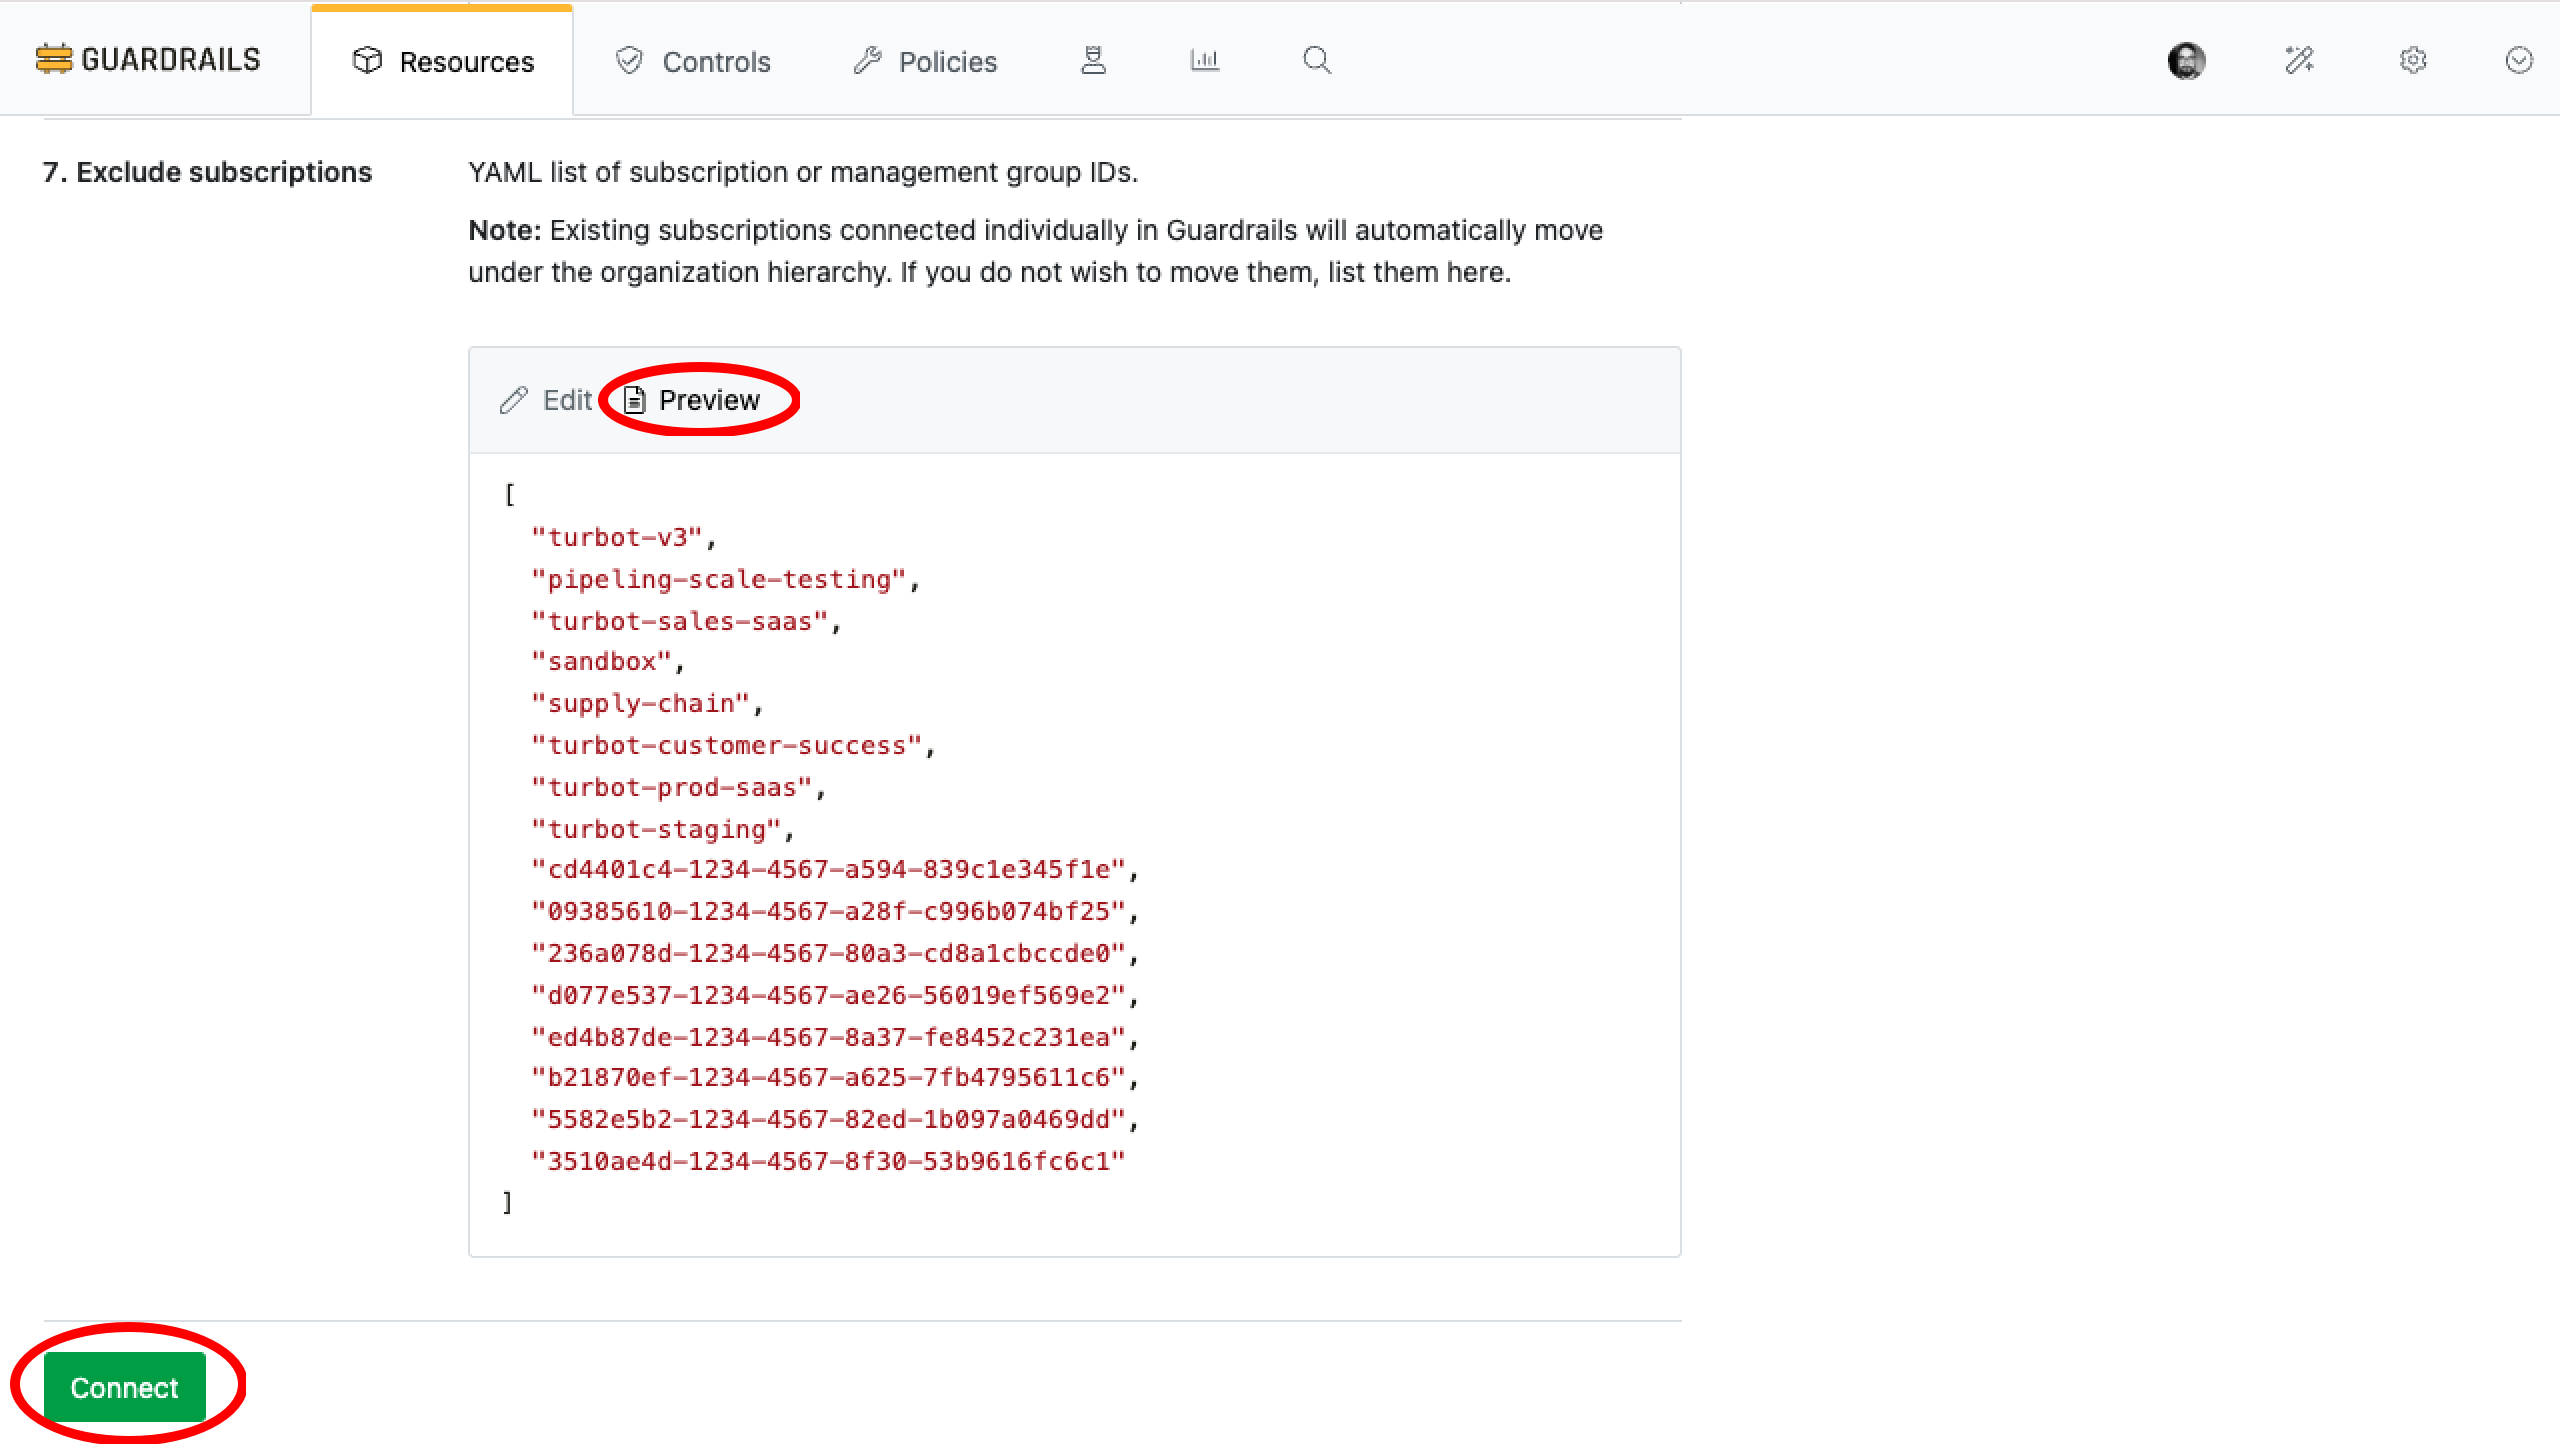 GUARDRAILS
Resources
Controls
Policies
7. Exclude subscriptions
YAML list of subscription or management group IDs.
Note: Existing subscriptions connected individually in Guardrails will automatically move
under the organization hierarchy. If you do not wish to move them, list them here.
Edit
Preview
[
"turbot-v3",
"pipeling-scale-testing",
"turbot-sales-saas",
"sandbox",
"supply-chain",
"turbot-customer-success",
"turbot-prod-saas",
"turbot-staging",
"cd4401c4-1234-4567-a594-839c1e345f1e",
"09385610-1234-4567-a28f-c996b074bf25",
"236a078d-1234-4567-80a3-cd8a1cbccde0",
"d077e537-1234-4567-ae26-56019ef569e2",
"ed4b87de-1234-4567-8a37-fe8452c231ea",
"b21870ef-1234-4567-a625-7fb4795611c6",
"5582e5b2-1234-4567-82ed-1b097a0469dd",
"3510ae4d-1234-4567-8f30-53b9616fc6c1"
]
Connect